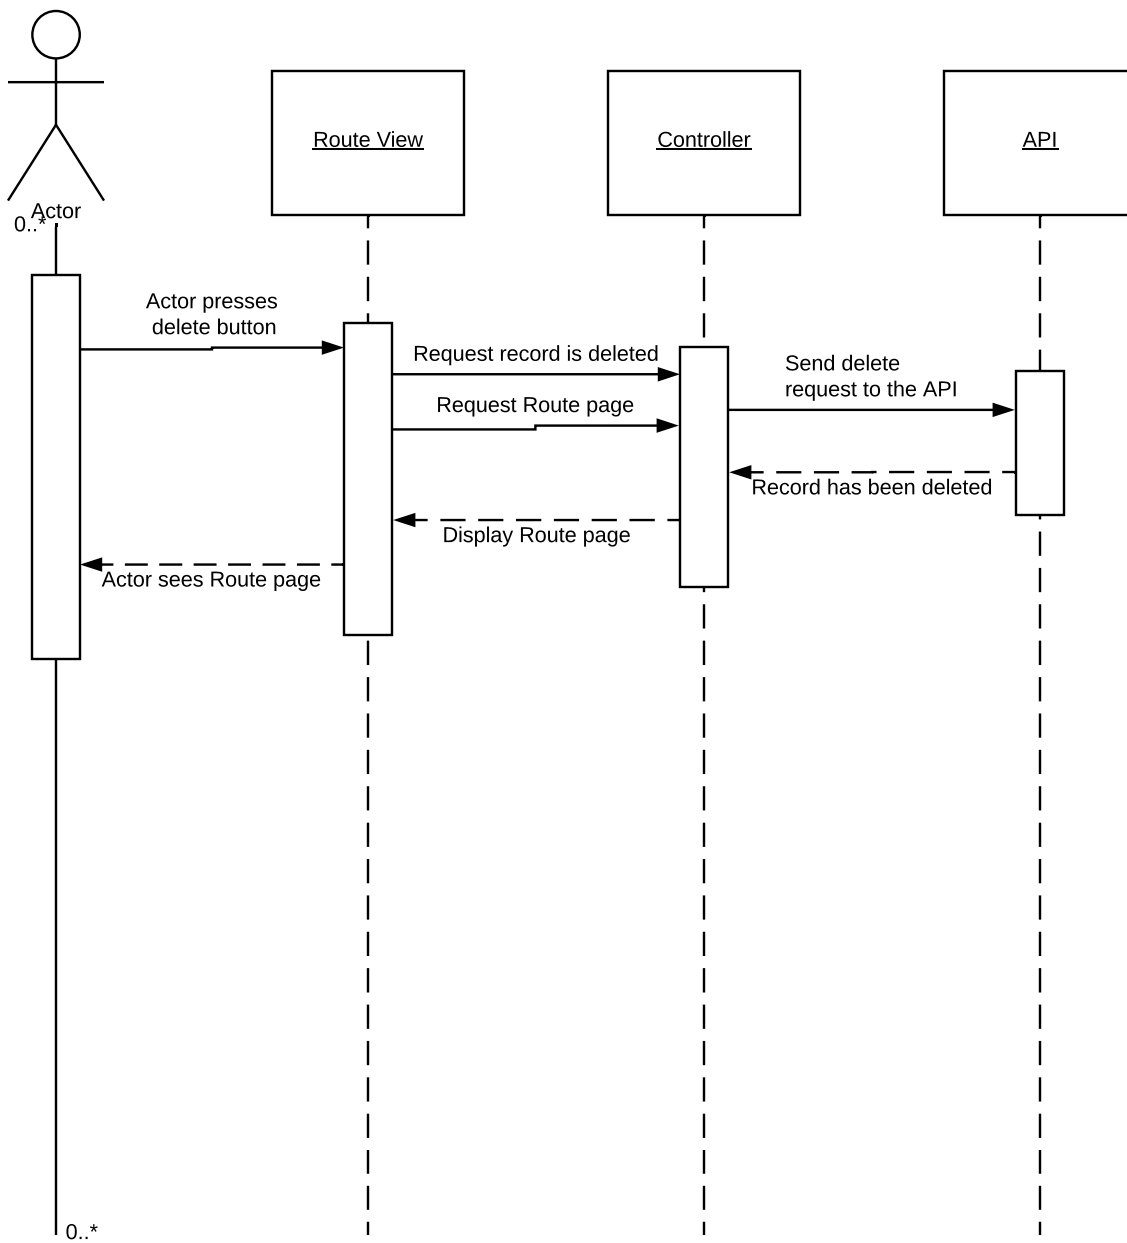 Route View
Controller
API
Actor
0..*
Actor presses
delete button
Request record is deleted
Send delete
request to the API
Request Route page
Record has been deleted
Display Route page
Actor sees Route page
0..*